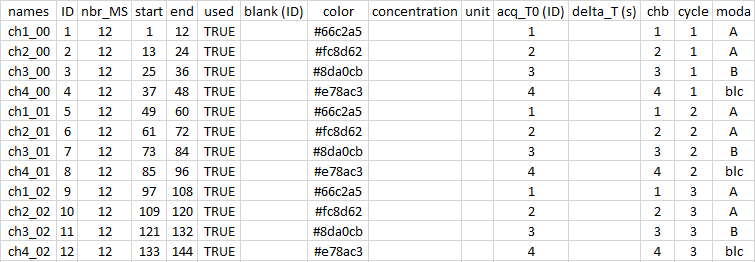 names ID nbr_MS start end used blank (ID) color concentration unit acq_T0 (ID) delta_T (s) chb cycle moda
ch1_00 1 12 1 12 TRUE #66c2a5 1 1 1 A
ch2_00 2 12 13 24 TRUE #fc8d62 2 2 1 A
ch3_00 3 12 25 36 TRUE #8da0cb 3 3 1 B
ch4_00 4 12 37 48 TRUE #e78ac3 4 4 1 blc
ch1_01 5 12 49 60 TRUE #66c2a5 1 1 2 A
ch2_01 6 12 61 72 TRUE #fc8d62 2 2 2 A
ch3_01 7 12 73 84 TRUE #8da0cb 3 3 2 B
ch4_01 8 12 85 96 TRUE #e78ac3 4 4 2 blc
ch1_02 9 12 97 108 TRUE #66c2a5 1 1 3 A
ch2_02 10 12 109 120 TRUE #fc8d62 2 2 3 A
ch3_02 11 12 121 132 TRUE #8da0cb 3 3 3 B
ch4_02 12 12 133 144 TRUE #e78ac3 4 4 3 blc